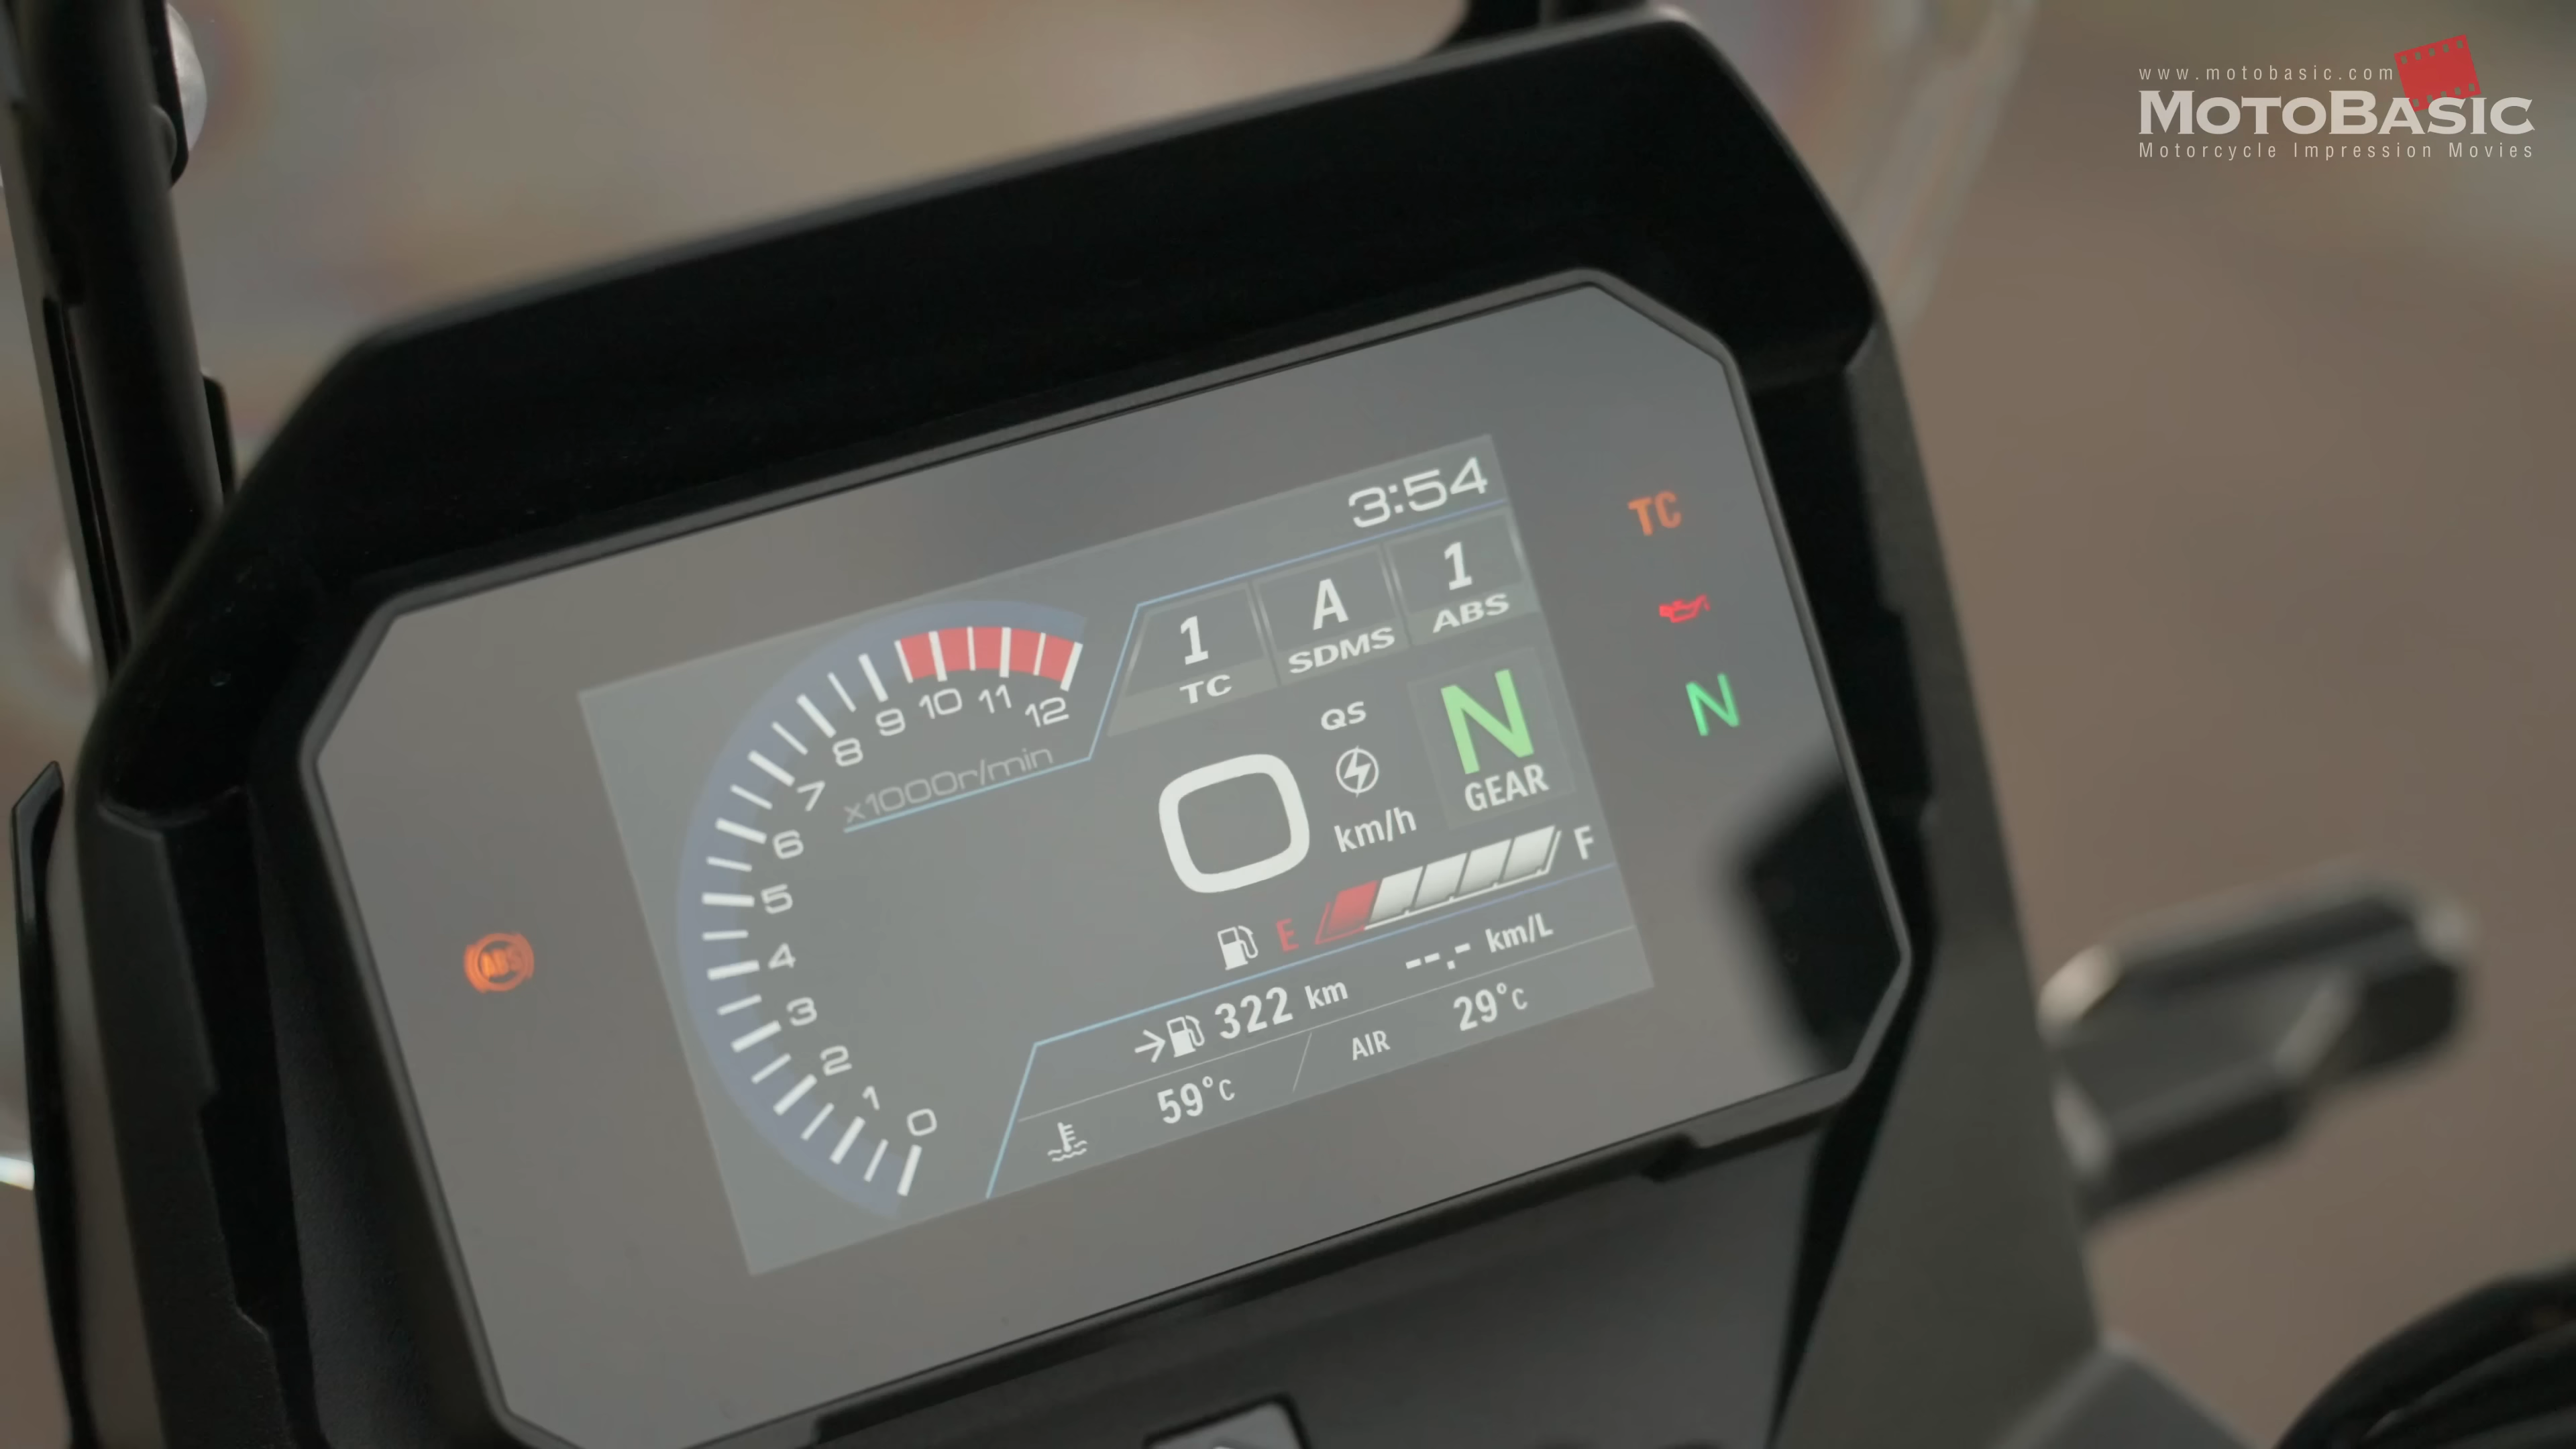 www.motobasic.com
MOTOBASIC
Motorcycle Impression Movies
3:54
TC
1 A 1
TC SDMS ABS
9 10 11 12
8
7
6
5
4
3
2
1
0
x1000r/min
QS
N
N
GEAR
0 km/h
E F
ABS
322 km --.- km/L
59°C AIR 29°C